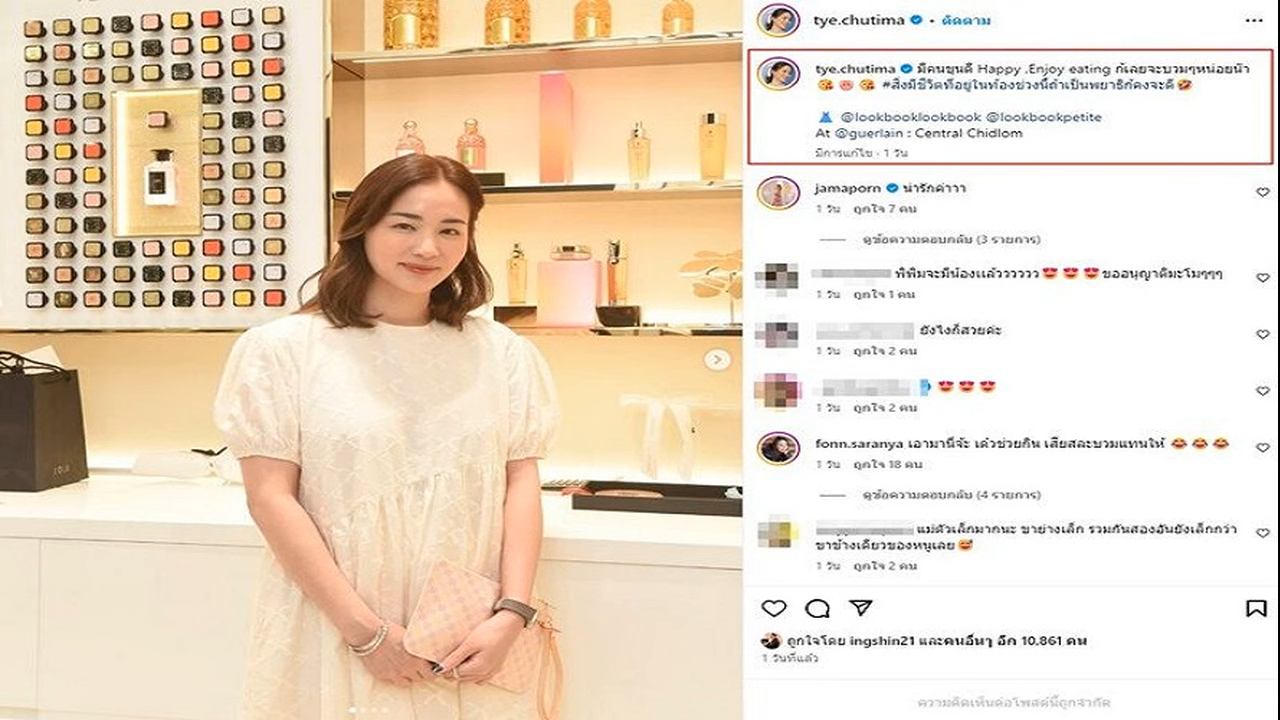 tye.chutima • ติดตาม
tye.chutima มีคนขุนดี Happy .Enjoy eating ก้เลยจะบวมๆหน่อยน้า
😘 🐽 😘 #สิ่งมีชีวิตที่อยู่ในท้องช่วงนี้ถ้าเป็นพยาธิก้คงจะดี🤣
👗 @lookbooklookbook @lookbookpetite
At @guerlain : Central Chidlom
มีการแก้ไข · 1 วัน
jamaporn น่ารักค่าาา
1 วัน ถูกใจ 7 คน
ดูข้อความตอบกลับ (3 รายการ)
พิพิมจะมีน้องแล้วววววว😍😍😍ขออนุญาติมะโมๆๆๆ
1 วัน ถูกใจ 1 คน
ยังไงก็สวยค่ะ
1 วัน ถูกใจ 2 คน
😍😍😍
1 วัน ถูกใจ 2 คน
fonn.saranya เอามานี่จ้ะ เด๋วช่วยกิน เสียสละบวมแทนให้ 😂😂😂
1 วัน ถูกใจ 18 คน
ดูข้อความตอบกลับ (4 รายการ)
แม่ตัวเล็กมากนะ ขาย่างเล็ก รวมกันสองอันยังเล็กกว่า
ขาข้างเดียวของหนูเลย😅
1 วัน ถูกใจ 2 คน
ถูกใจโดย ingshin21 และคนอื่นๆ อีก 10,861 คน
1 วันที่แล้ว
ความคิดเห็นต่อโพสต์นี้ถูกจำกัด